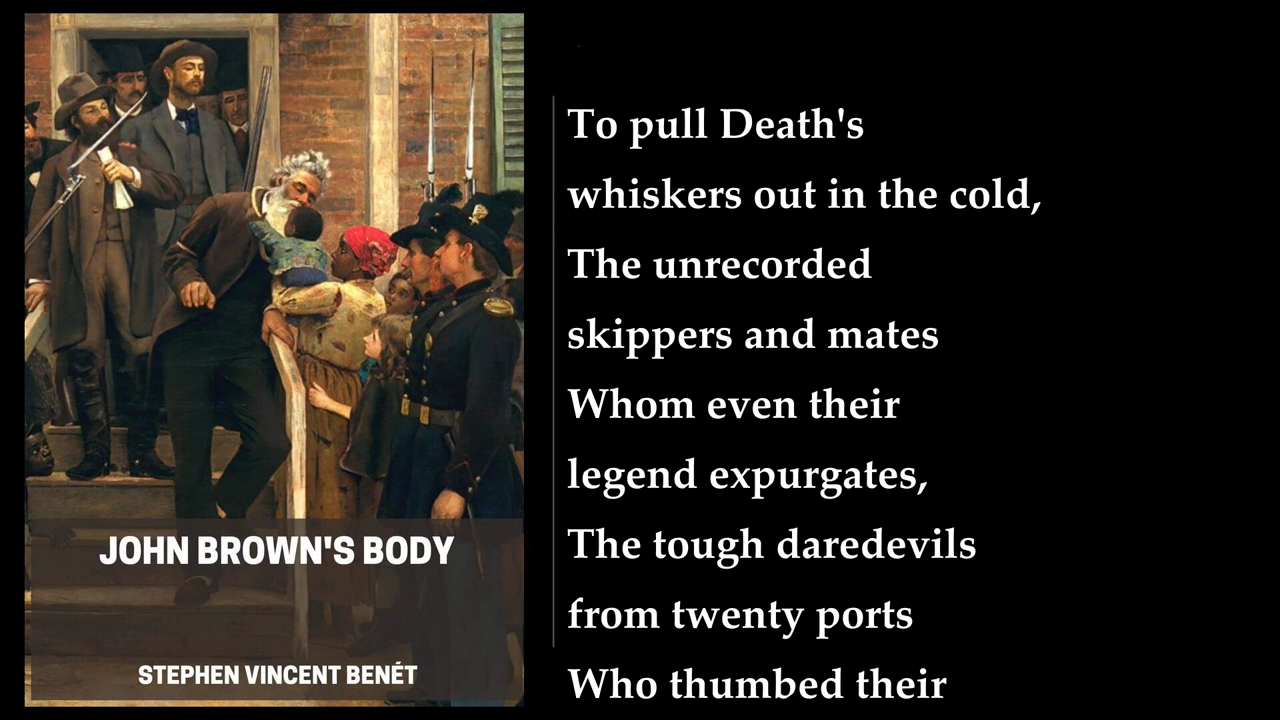 JOHN BROWN'S BODY
STEPHEN VINCENT BENÉT
To pull Death's
whiskers out in the cold,
The unrecorded
skippers and mates
Whom even their
legend expurgates,
The tough daredevils
from twenty ports
Who thumbed their